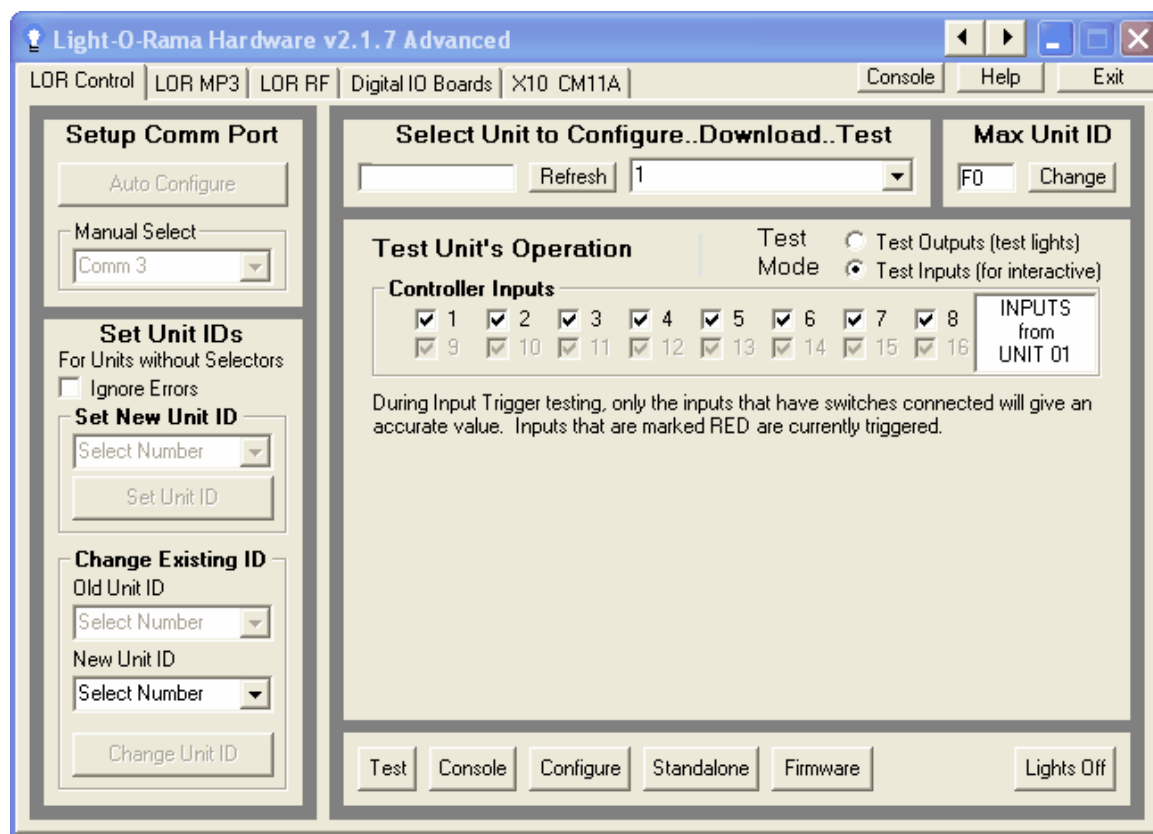 Light-O-Rama Hardware v2.1.7 Advanced
LOR Control LOR MP3 LOR RF Digital IO Boards X10 CM11A Console Help Exit
Setup Comm Port
Auto Configure
Manual Select
Comm 3
Set Unit IDs
For Units without Selectors
Ignore Errors
Set New Unit ID
Select Number
Set Unit ID
Change Existing ID
Old Unit ID
Select Number
New Unit ID
Select Number
Change Unit ID
Select Unit to Configure..Download..Test
Refresh 1
Max Unit ID
F0 Change
Test Unit's Operation
Test Mode
Test Outputs (test lights)
Test Inputs (for interactive)
Controller Inputs
1 2 3 4 5 6 7 8
9 10 11 12 13 14 15 16
INPUTS
from
UNIT 01
During Input Trigger testing, only the inputs that have switches connected will give an
accurate value. Inputs that are marked RED are currently triggered.
Test Console Configure Standalone Firmware Lights Off